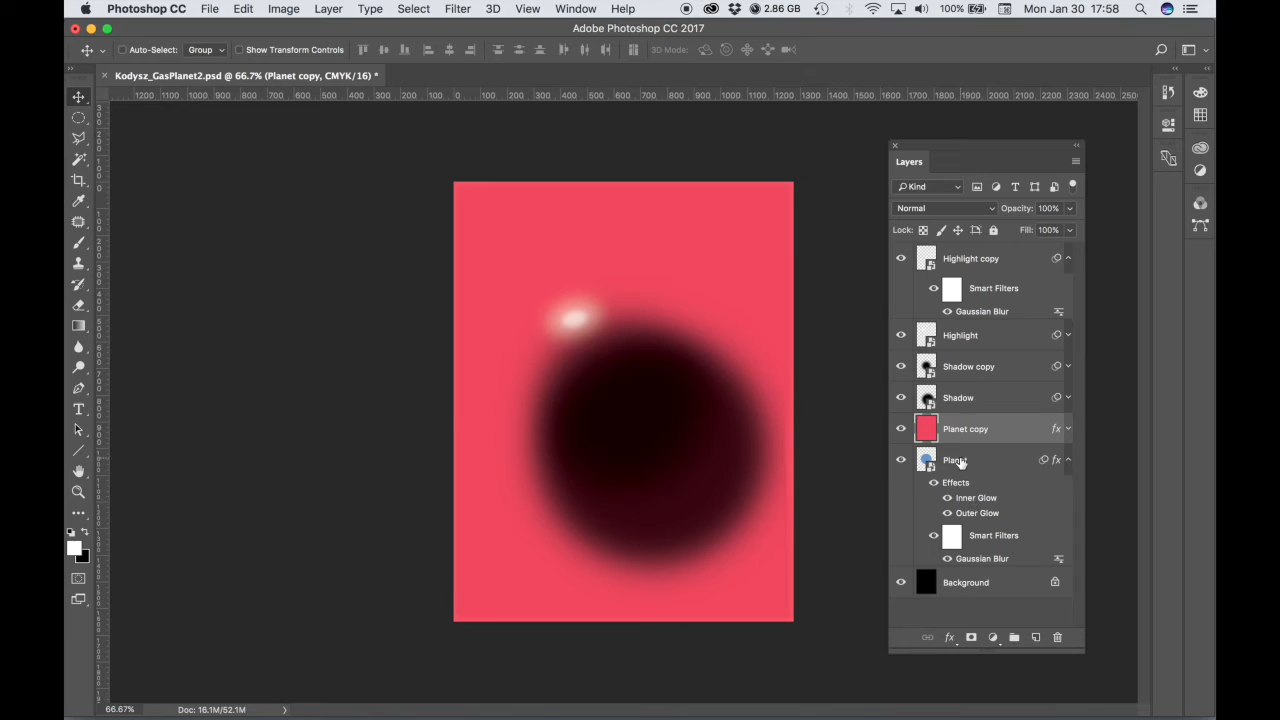 Photoshop CC File Edit Image Layer Type Select Filter 3D View Window Help 2.86 GB 100% Mon Jan 30 17:58
Adobe Photoshop CC 2017
Auto-Select: Group Show Transform Controls 3D Mode:
Kodysz_GasPlanet2.psd @ 66.7% (Planet copy, CMYK/16) *
1200 1100 1000 900 800 700 600 500 400 300 200 100 0 100 200 300 400 500 600 700 800 900 1000 1100 1200 1300 1400 1500 1600 1700 1800 1900 2000 2100 2200 2300 2400 250
Layers
Kind
Normal Opacity: 100%
Lock: Fill: 100%
Highlight copy
Smart Filters
Gaussian Blur
Highlight
Shadow copy
Shadow
Planet copy fx
Planet fx
Effects
Inner Glow
Outer Glow
Smart Filters
Gaussian Blur
Background
fx
66.67% Doc: 16.1M/52.1M